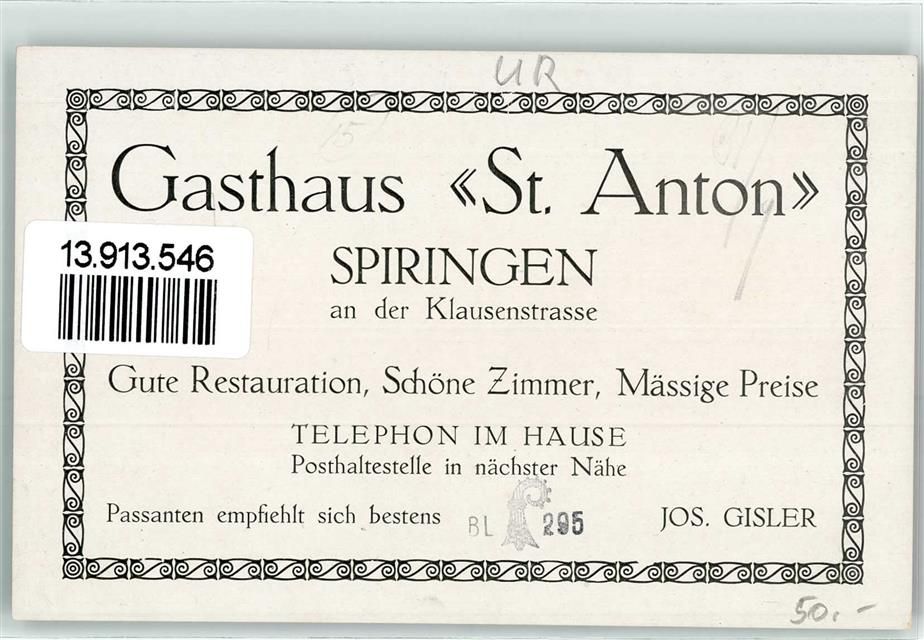 UR
Gasthaus «St. Anton»
13.913.546
SPIRINGEN
an der Klausenstrasse
Gute Restauration, Schöne Zimmer, Mässige Preise
TELEPHON IM HAUSE
Posthaltestelle in nächster Nähe
Passanten empfiehlt sich bestens
BL 295
JOS. GISLER
50.-